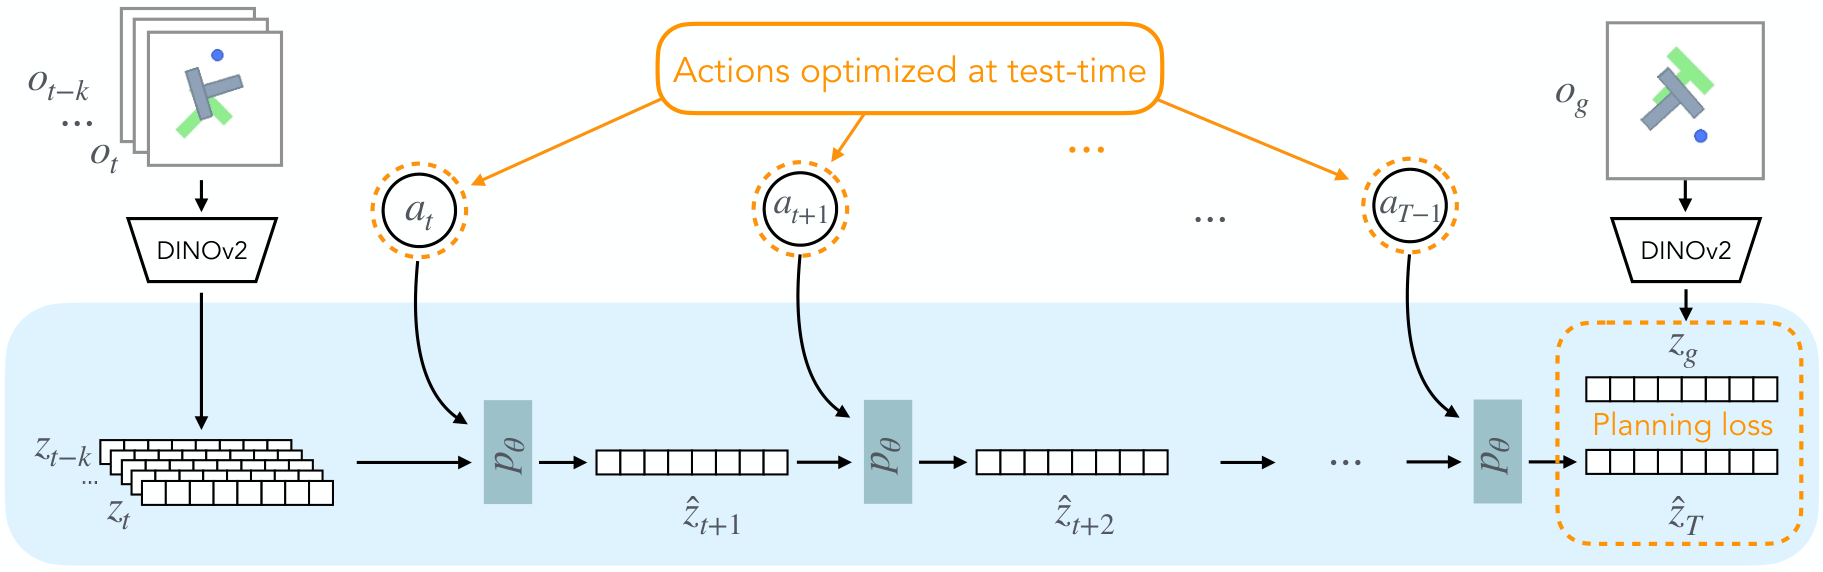 o_{t-k}
...
o_t
Actions optimized at test-time
o_g
...
a_t
a_{t+1}
...
a_{T-1}
DINOv2
DINOv2
z_g
Planning loss
z_{t-k}
...
z_t
p_θ
ẑ_{t+1}
p_θ
ẑ_{t+2}
...
p_θ
ẑ_T